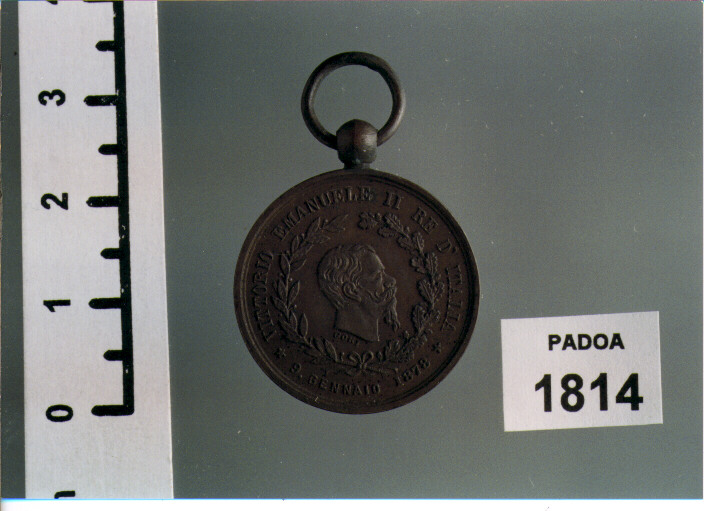 VITTORIO EMANUELE II RE D' ITALIA
★ 9. GENNAIO 1878 ★
3
2
1
0
PADOA
1814